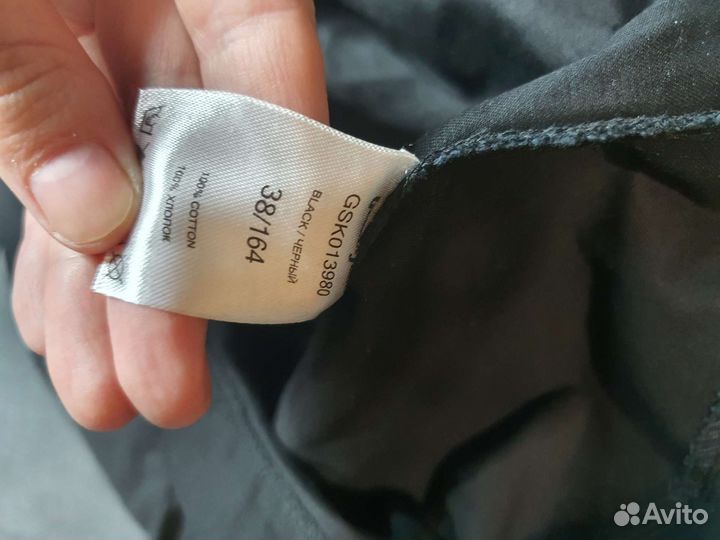 GSK013980
BLACK/ЧЕРНЫЙ
38/164
100% COTTON
100% ХЛОПОК
Avito